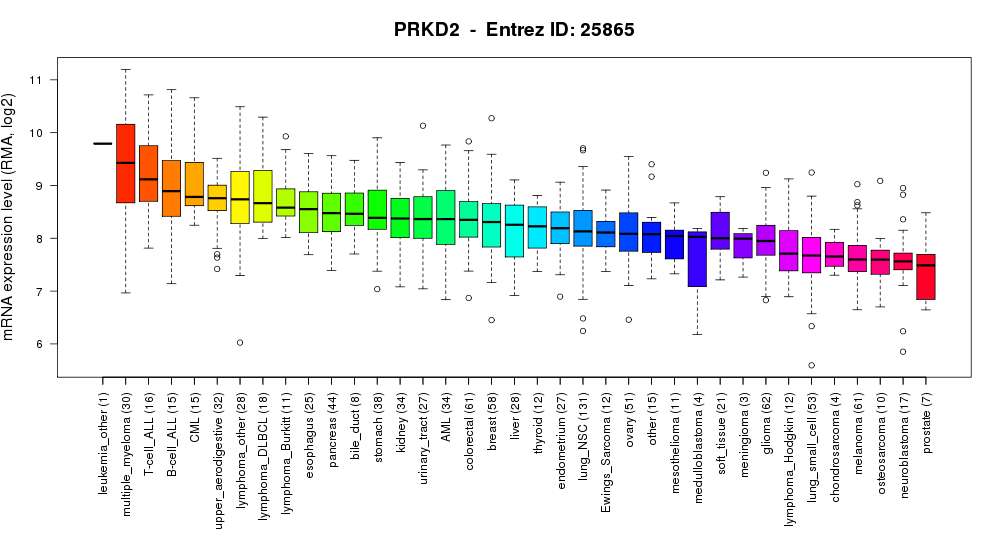 PRKD2 - Entrez ID: 25865
mRNA expression level (RMA, log2)
11
10
9
8
7
6
leukemia_other (1)
multiple_myeloma (30)
T-cell_ALL (16)
B-cell_ALL (15)
CML (15)
upper_aerodigestive (32)
lymphoma_other (28)
lymphoma_DLBCL (18)
lymphoma_Burkitt (11)
esophagus (25)
pancreas (44)
bile_duct (8)
stomach (38)
kidney (34)
urinary_tract (27)
AML (34)
colorectal (61)
breast (58)
liver (28)
thyroid (12)
endometrium (27)
lung_NSC (131)
Ewings_Sarcoma (12)
ovary (51)
other (15)
mesothelioma (11)
medulloblastoma (4)
soft_tissue (21)
meningioma (3)
glioma (62)
lymphoma_Hodgkin (12)
lung_small_cell (53)
chondrosarcoma (4)
melanoma (61)
osteosarcoma (10)
neuroblastoma (17)
prostate (7)